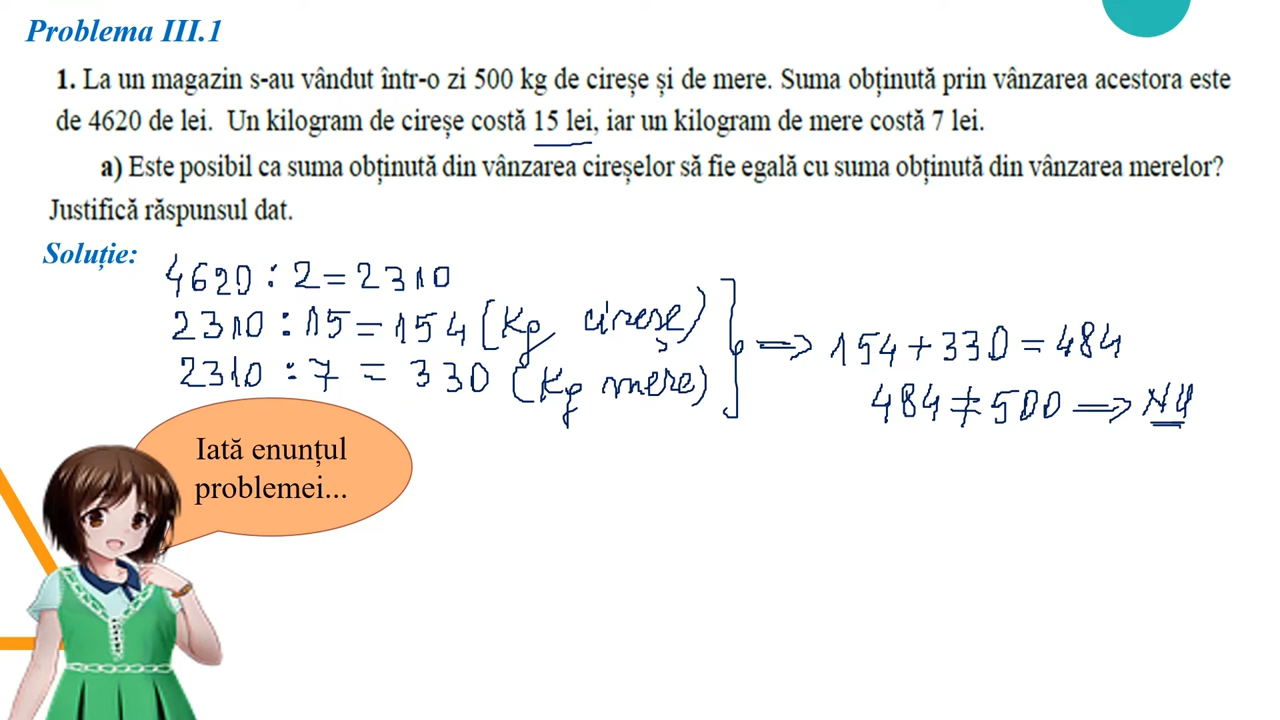 Problema III.1
1. La un magazin s-au vândut într-o zi 500 kg de cireșe și de mere. Suma obținută prin vânzarea acestora este
de 4620 de lei. Un kilogram de cireșe costă 15 lei, iar un kilogram de mere costă 7 lei.
a) Este posibil ca suma obținută din vânzarea cireșelor să fie egală cu suma obținută din vânzarea merelor?
Justifică răspunsul dat.
Soluție:
4620 : 2 = 2310
2310 : 15 = 154 (kg cireșe)
2310 : 7 = 330 (kg mere)
=> 154 + 330 = 484
484 ≠ 500 => NU
Iată enunțul
problemei...